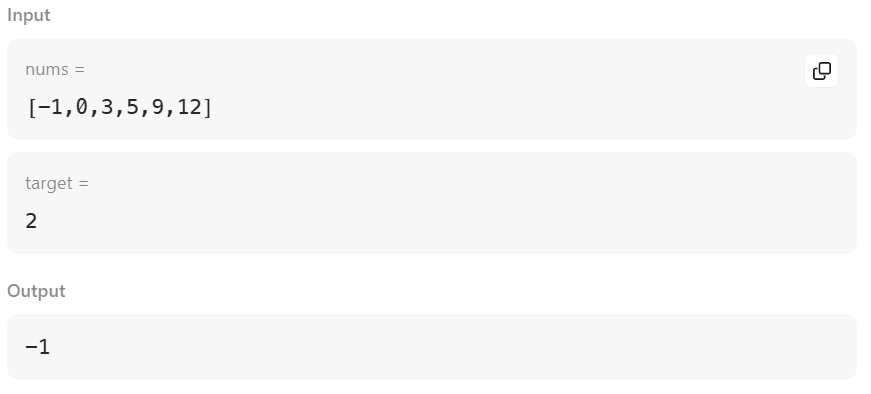 Input
nums =
[−1,0,3,5,9,12]
target =
2
Output
−1